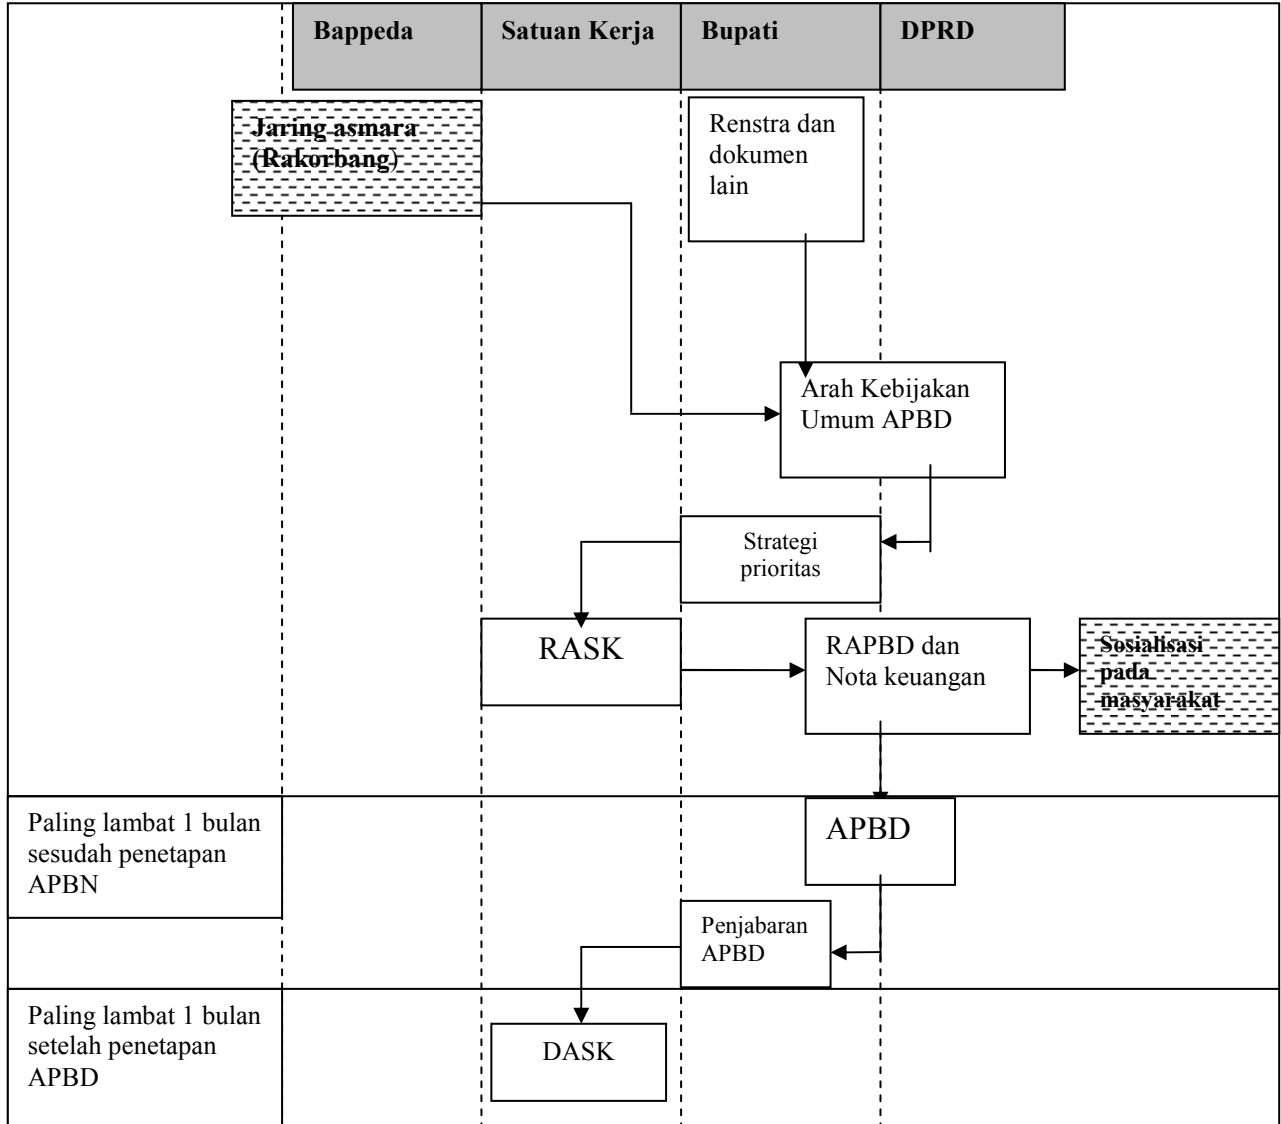 Bappeda
Satuan Kerja
Bupati
DPRD
Jaring asmara
(Rakorbang)
Renstra dan
dokumen
lain
Arah Kebijakan
Umum APBD
Strategi
prioritas
RASK
RAPBD dan
Nota keuangan
Sosialisasi
pada
masyarakat
Paling lambat 1 bulan
sesudah penetapan
APBN
APBD
Penjabaran
APBD
Paling lambat 1 bulan
setelah penetapan
APBD
DASK